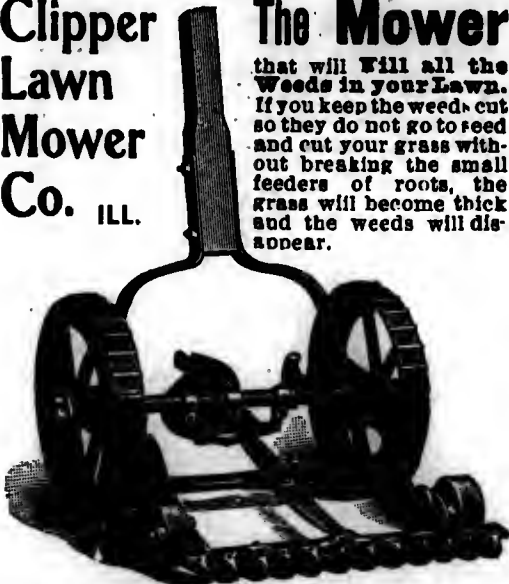 Clipper
Lawn
Mower
Co. ILL.
The Mower
that will Kill all the
Weeds in your Lawn.
If you keep the weeds cut
so they do not go to seed
and cut your grass with-
out breaking the small
feeders of roots, the
grass will become thick
and the weeds will dis-
appear.